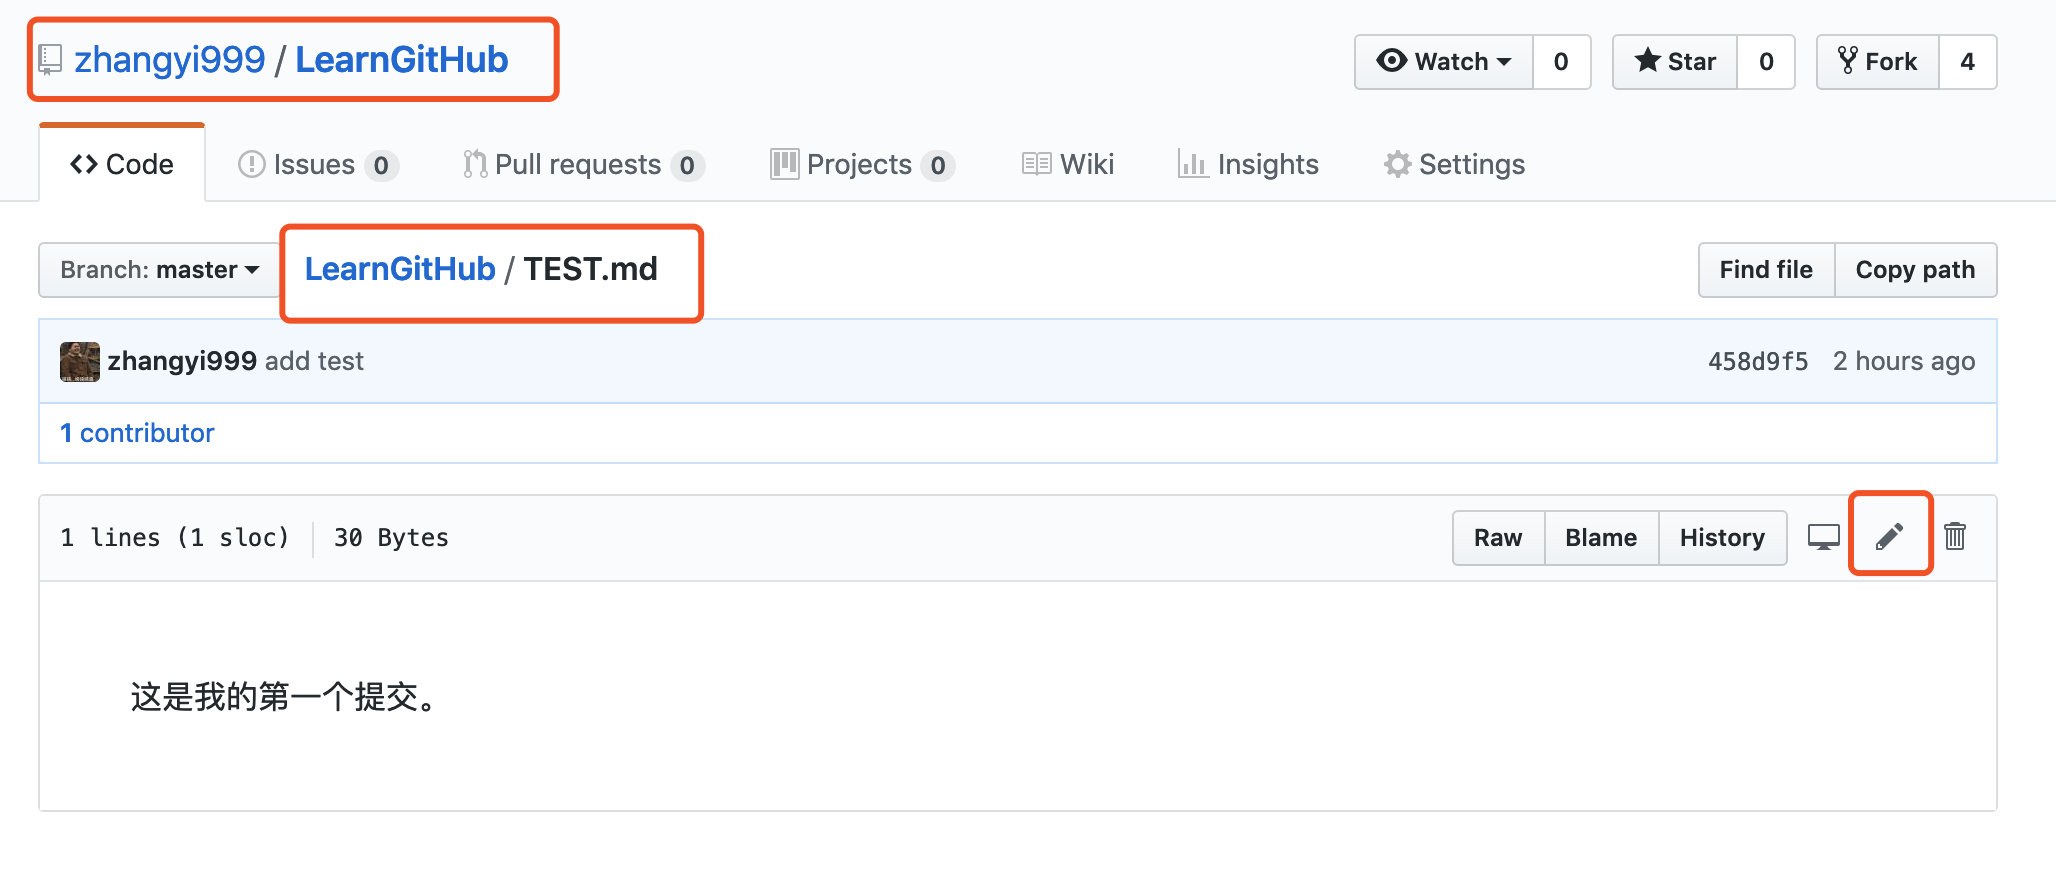 zhangyi999 / LearnGitHub
Watch 0 Star 0 Fork 4
Code Issues 0 Pull requests 0 Projects 0 Wiki Insights Settings
Branch: master LearnGitHub / TEST.md Find file Copy path
zhangyi999 add test 458d9f5 2 hours ago
1 contributor
1 lines (1 sloc) 30 Bytes Raw Blame History
这是我的第一个提交。